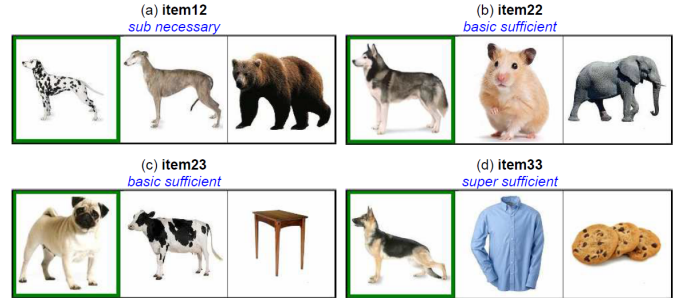 (a) item12
sub necessary
(b) item22
basic sufficient
(c) item23
basic sufficient
(d) item33
super sufficient